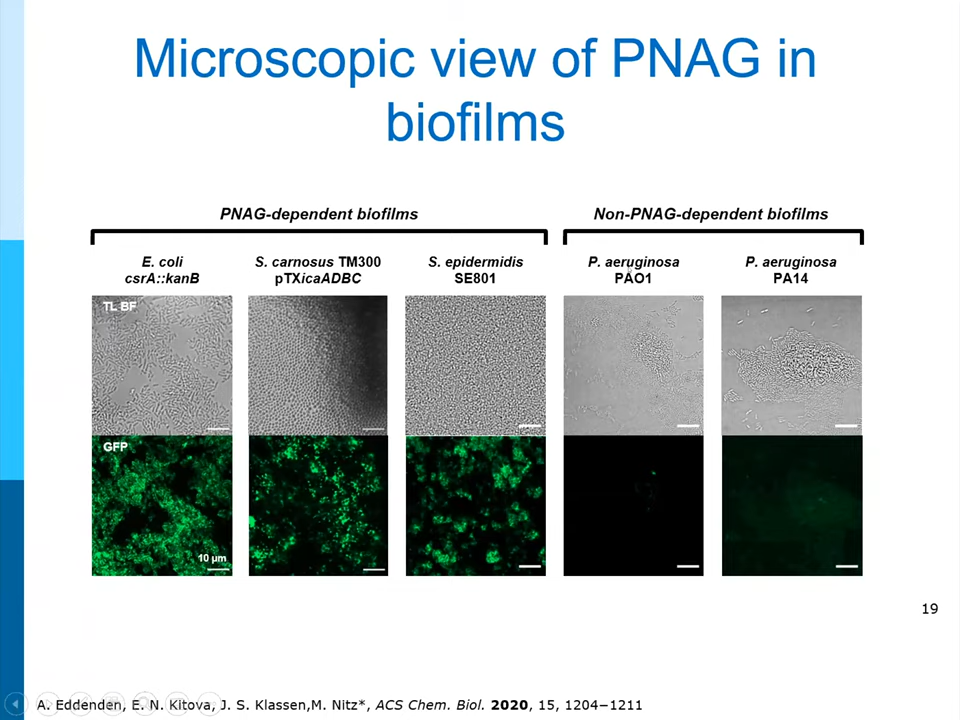 Microscopic view of PNAG in
biofilms
PNAG-dependent biofilms
Non-PNAG-dependent biofilms
E. coli
csrA::kanB
S. carnosus TM300
pTXicaADBC
S. epidermidis
SE801
P. aeruginosa
PAO1
P. aeruginosa
PA14
TL BF
GFP
10 µm
19
A. Eddenden, E. N. Kitova, J. S. Klassen,M. Nitz*, ACS Chem. Biol. 2020, 15, 1204−1211